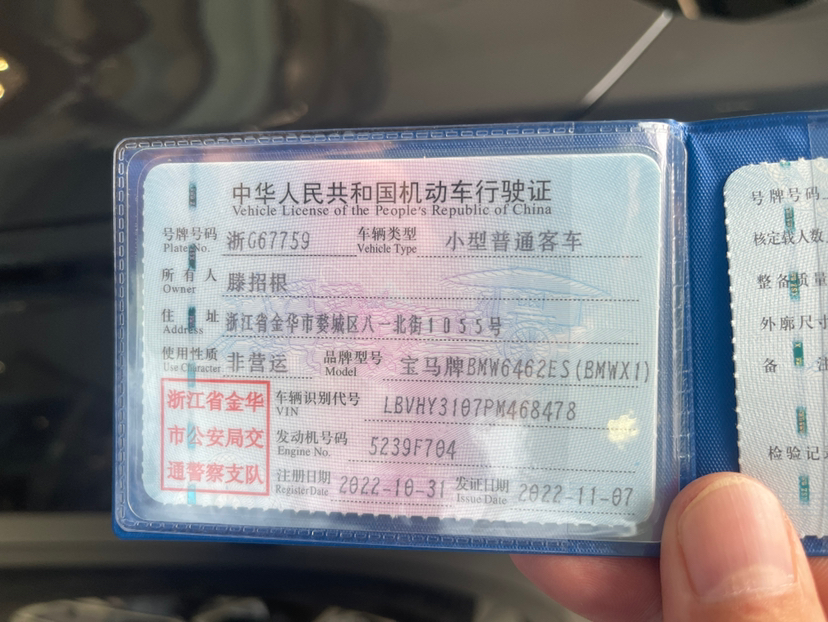 中华人民共和国机动车行驶证
Vehicle License of the People's Republic of China
号牌号码 浙G67759 车辆类型 小型普通客车
Plate No. Vehicle Type
所有人 滕招根
Owner
住址 浙江省金华市婺城区八一北街1055号
Address
使用性质 非营运 品牌型号 宝马牌BMW6462ES(BMWX1)
Use Character Model
浙江省金华
市公安局交
通警察支队
车辆识别代号 LBVHY3107PM468478
VIN
发动机号码 5239F704
Engine No.
注册日期 2022-10-31 发证日期 2022-11-07
Register Date Issue Date
号牌号码
核定载人数
整备质量
外廓尺寸
备注
检验记